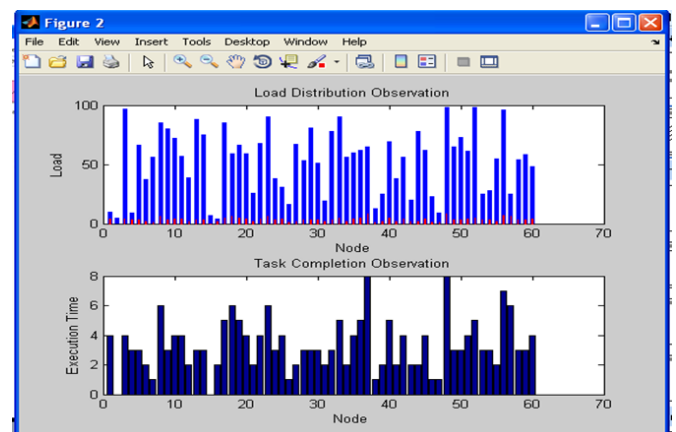 Figure 2
File Edit View Insert Tools Desktop Window Help
Load Distribution Observation
100
50
0
Load
0 10 20 30 40 50 60 70
Node
Task Completion Observation
8
6
4
2
0
Execution Time
0 10 20 30 40 50 60 70
Node